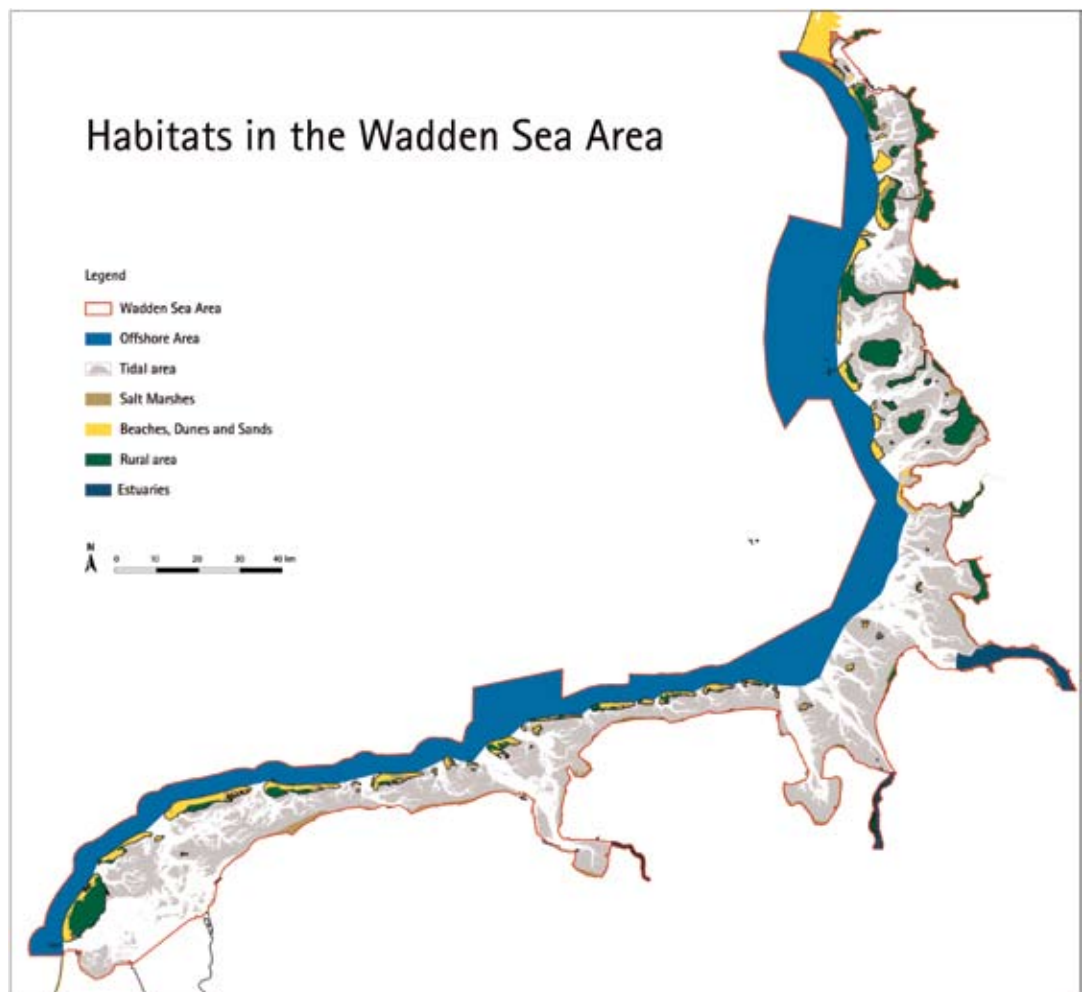 Habitats in the Wadden Sea Area
Legend
Wadden Sea Area
Offshore Area
Tidal area
Salt Marshes
Beaches, Dunes and Sands
Rural area
Estuaries
N
0 10 20 30 40 km